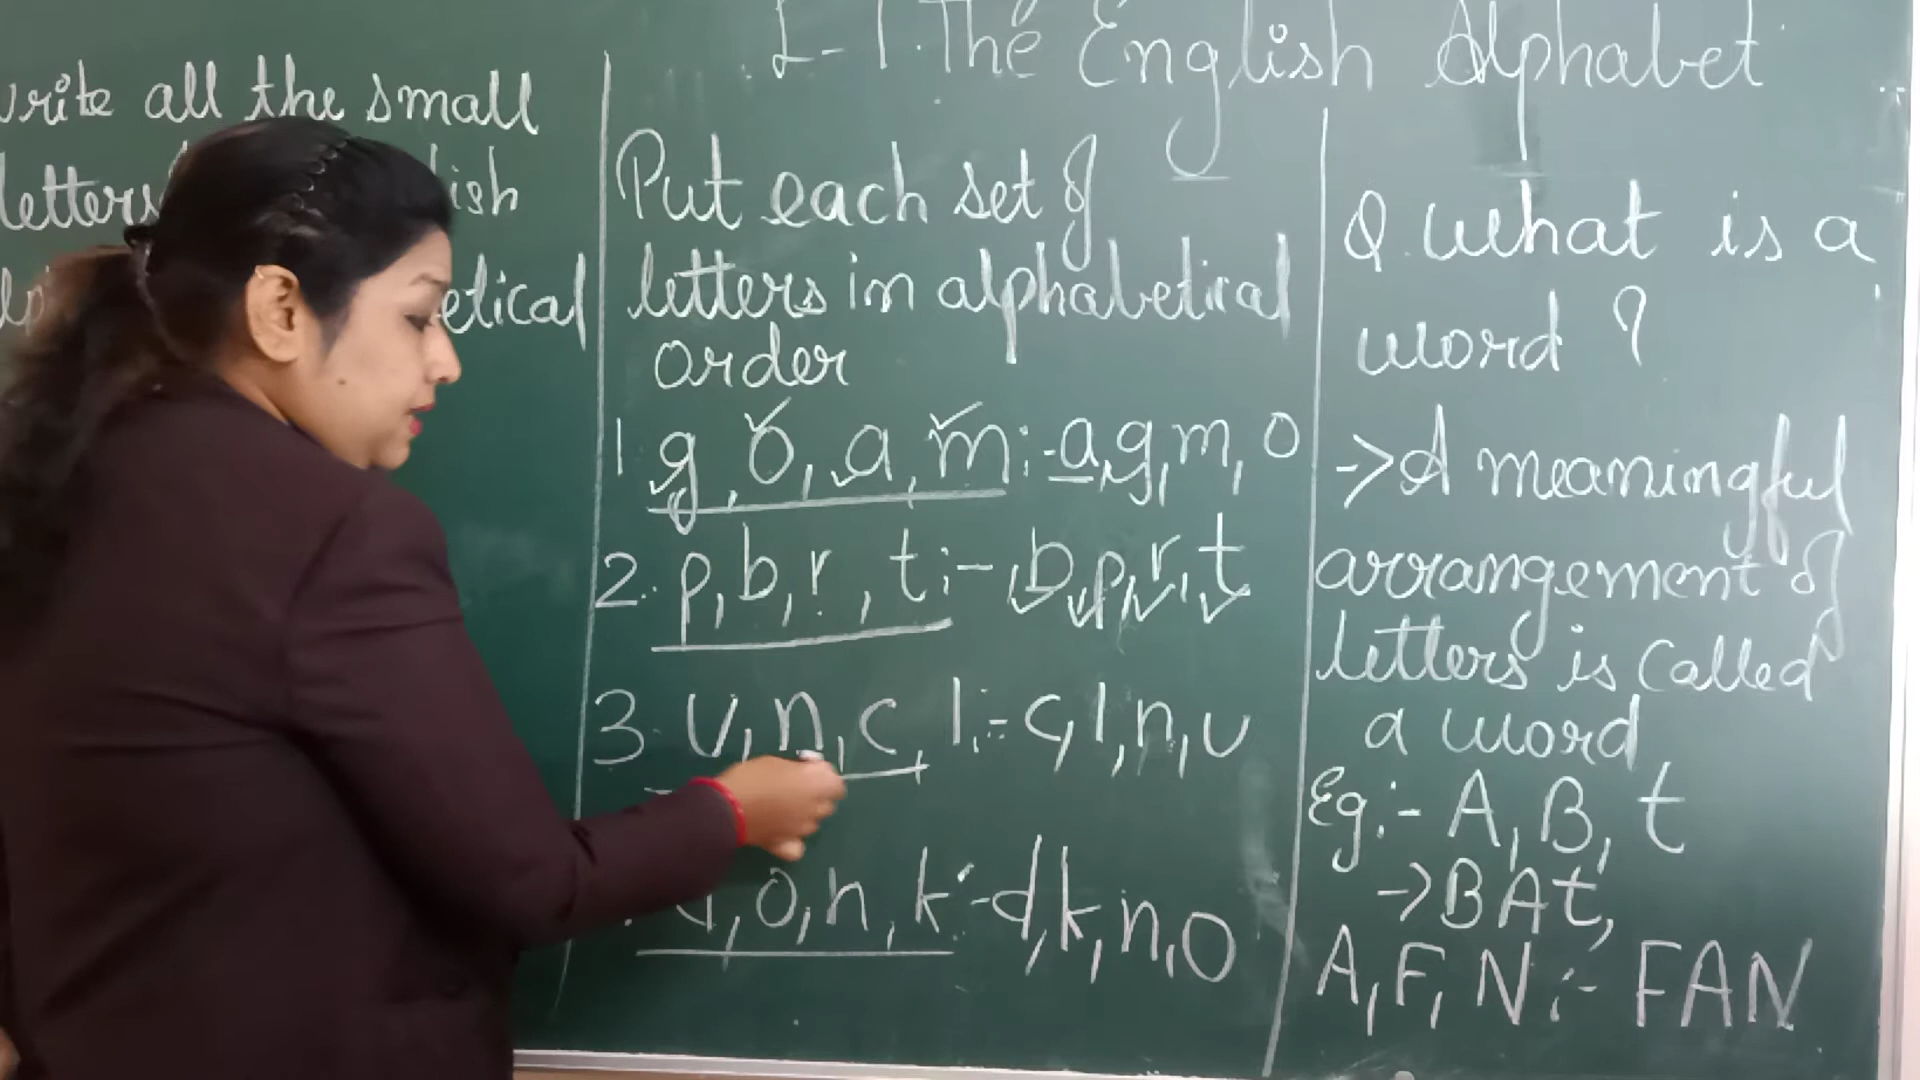 L-1 The English Alphabet
write all the small
letters ish
etical
Put each set of
letters in alphabetical
order
1. g, o, a, m :- a, g, m, o
2. p, b, r, t :- b, p, r, t
3. v, n, c, l :- c, l, n, v
d, o, n, k :- d, k, n, o
Q. what is a
word ?
-> A meaningful
arrangement of
letters is called
a word
Eg :- A, B, t
-> BAt,
A, F, N :- FAN